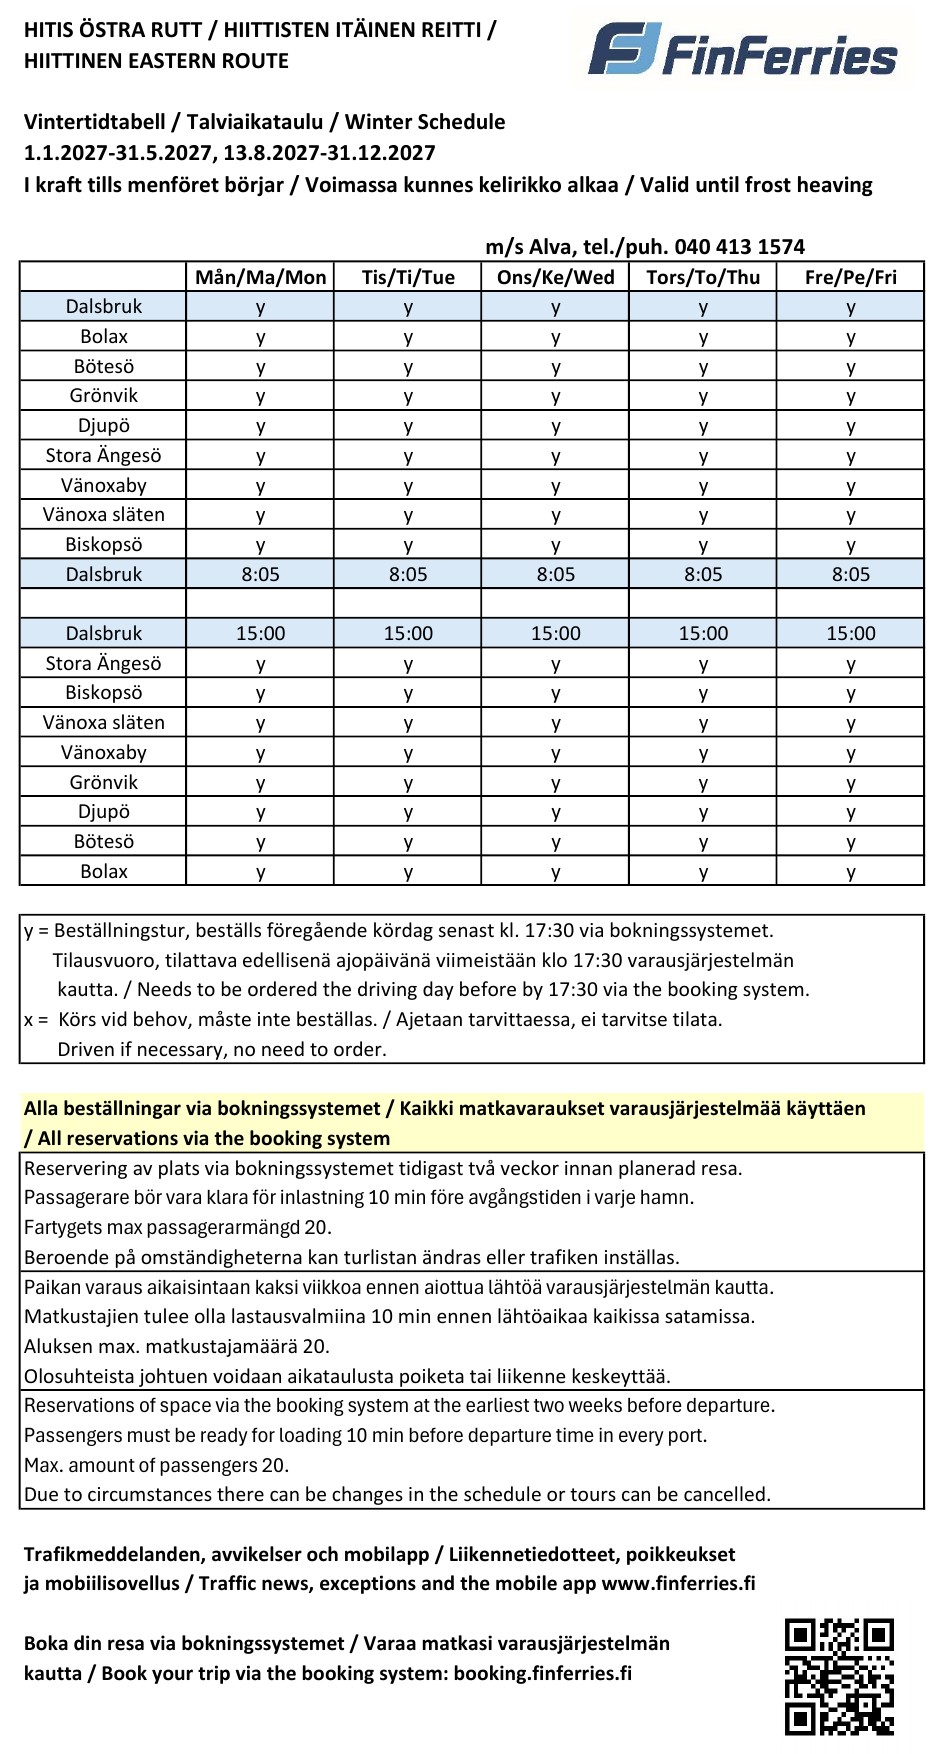 HITIS ÖSTRA RUTT / HIITTISTEN ITÄINEN REITTI /
HIITTINEN EASTERN ROUTE
FinFerries
Vintertidtabell / Talviaikataulu / Winter Schedule
1.1.2027-31.5.2027, 13.8.2027-31.12.2027
I kraft tills menföret börjar / Voimassa kunnes kelirikko alkaa / Valid until frost heaving
m/s Alva, tel./puh. 040 413 1574
Mån/Ma/Mon Tis/Ti/Tue Ons/Ke/Wed Tors/To/Thu Fre/Pe/Fri
Dalsbruk y y y y y
Bolax y y y y y
Bötesö y y y y y
Grönvik y y y y y
Djupö y y y y y
Stora Ängesö y y y y y
Vänoxaby y y y y y
Vänoxa släten y y y y y
Biskopsö y y y y y
Dalsbruk 8:05 8:05 8:05 8:05 8:05
Dalsbruk 15:00 15:00 15:00 15:00 15:00
Stora Ängesö y y y y y
Biskopsö y y y y y
Vänoxa släten y y y y y
Vänoxaby y y y y y
Grönvik y y y y y
Djupö y y y y y
Bötesö y y y y y
Bolax y y y y y
y = Beställningstur, beställs föregående kördag senast kl. 17:30 via bokningssystemet.
Tilausvuoro, tilattava edellisenä ajopäivänä viimeistään klo 17:30 varausjärjestelmän
kautta. / Needs to be ordered the driving day before by 17:30 via the booking system.
x = Körs vid behov, måste inte beställas. / Ajetaan tarvittaessa, ei tarvitse tilata.
Driven if necessary, no need to order.
Alla beställningar via bokningssystemet / Kaikki matkavaraukset varausjärjestelmää käyttäen
/ All reservations via the booking system
Reservering av plats via bokningssystemet tidigast två veckor innan planerad resa.
Passagerare bör vara klara för inlastning 10 min före avgångstiden i varje hamn.
Fartygets max passagerarmängd 20.
Beroende på omständigheterna kan turlistan ändras eller trafiken inställas.
Paikan varaus aikaisintaan kaksi viikkoa ennen aiottua lähtöä varausjärjestelmän kautta.
Matkustajien tulee olla lastausvalmiina 10 min ennen lähtöaikaa kaikissa satamissa.
Aluksen max. matkustajamäärä 20.
Olosuhteista johtuen voidaan aikataulusta poiketa tai liikenne keskeyttää.
Reservations of space via the booking system at the earliest two weeks before departure.
Passengers must be ready for loading 10 min before departure time in every port.
Max. amount of passengers 20.
Due to circumstances there can be changes in the schedule or tours can be cancelled.
Trafikmeddelanden, avvikelser och mobilapp / Liikennetiedotteet, poikkeukset
ja mobiilisovellus / Traffic news, exceptions and the mobile app www.finferries.fi
Boka din resa via bokningssystemet / Varaa matkasi varausjärjestelmän
kautta / Book your trip via the booking system: booking.finferries.fi